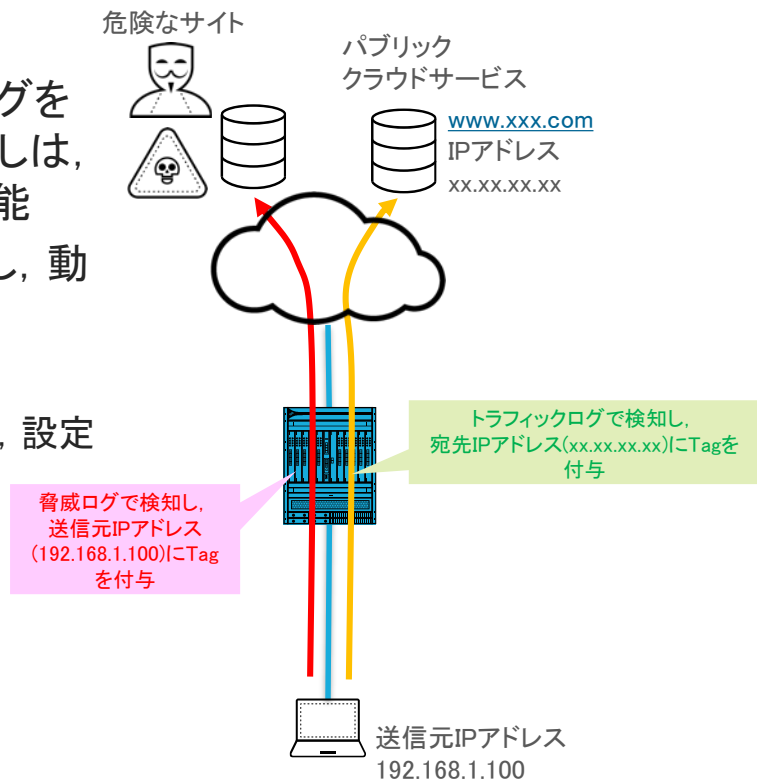 危険なサイト
パブリック
クラウドサービス
www.xxx.com
IPアドレス
xx.xx.xx.xx
グを
しは,
能
し, 動
, 設定
トラフィックログで検知し,
宛先IPアドレス(xx.xx.xx.xx)にTagを
付与
脅威ログで検知し,
送信元IPアドレス
(192.168.1.100)にTag
を付与
送信元IPアドレス
192.168.1.100